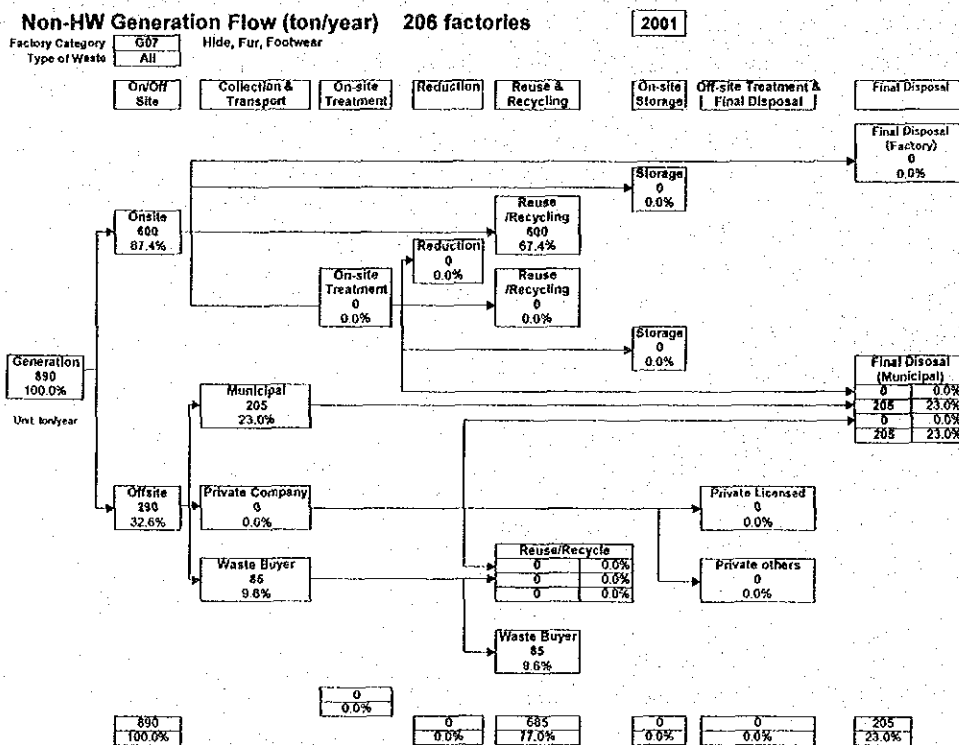 Non-HW Generation Flow (ton/year) 206 factories 2001
Factory Category G07 Hide, Fur, Footwear
Type of Waste All
On/Off Site
Collection & Transport
On-site Treatment
Reduction
Reuse & Recycling
On-site Storage
Off-site Treatment & Final Disposal
Final Disposal
Final Disposal
(Factory)
0
0.0%
Storage
0
0.0%
Onsite
600
67.4%
Reuse
/Recycling
600
67.4%
Reduction
0
0.0%
On-site
Treatment
0
0.0%
Reuse
/Recycling
0
0.0%
Storage
0
0.0%
Generation
890
100.0%
Unit: ton/year
Municipal
205
23.0%
Final Disosal
(Municipal)
0 0.0%
205 23.0%
0 0.0%
205 23.0%
Offsite
290
32.6%
Private Company
0
0.0%
Private Licensed
0
0.0%
Waste Buyer
85
9.6%
Reuse/Recycle
0 0.0%
0 0.0%
0 0.0%
Private others
0
0.0%
Waste Buyer
85
9.6%
0
0.0%
890
100.0%
0
0.0%
685
77.0%
0
0.0%
0
0.0%
205
23.0%